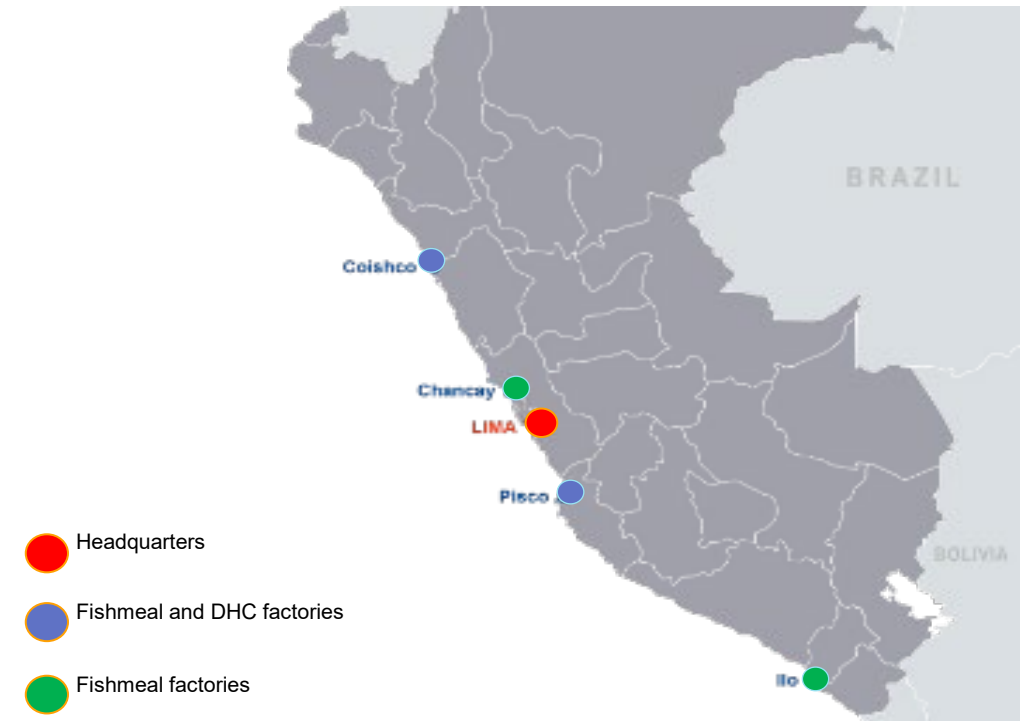 BRAZIL
Coishco
Chancay
LIMA
Pisco
Headquarters
BOLIVIA
Fishmeal and DHC factories
Ilo
Fishmeal factories